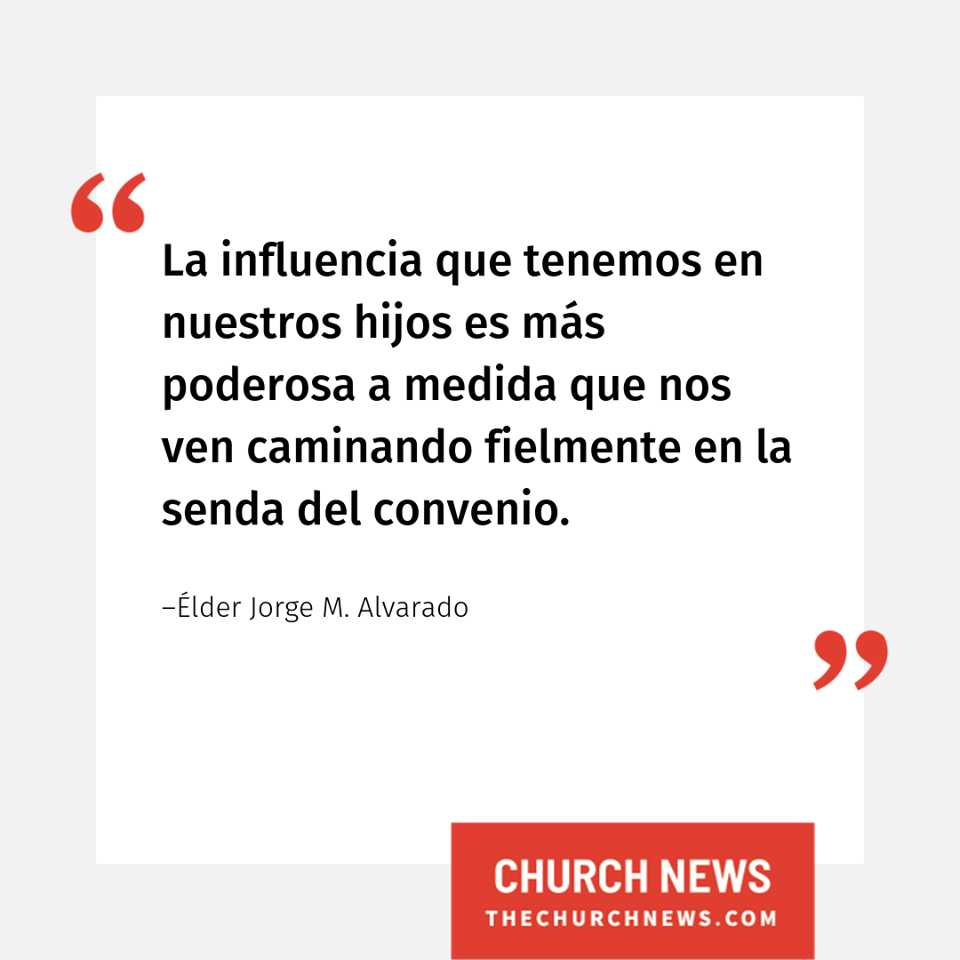 “
La influencia que tenemos en
nuestros hijos es más
poderosa a medida que nos
ven caminando fielmente en la
senda del convenio.
–Élder Jorge M. Alvarado
”
CHURCH NEWS
THECHURCHNEWS.COM